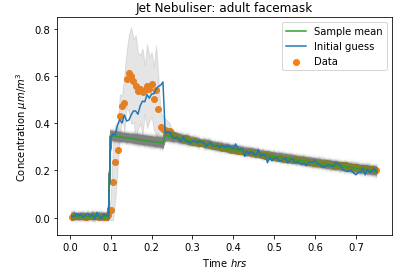 Jet Nebuliser: adult facemask
Sample mean
Initial guess
Data
Concentration μm/m³
0.8
0.6
0.4
0.2
0.0
0.0 0.1 0.2 0.3 0.4 0.5 0.6 0.7
Time hrs